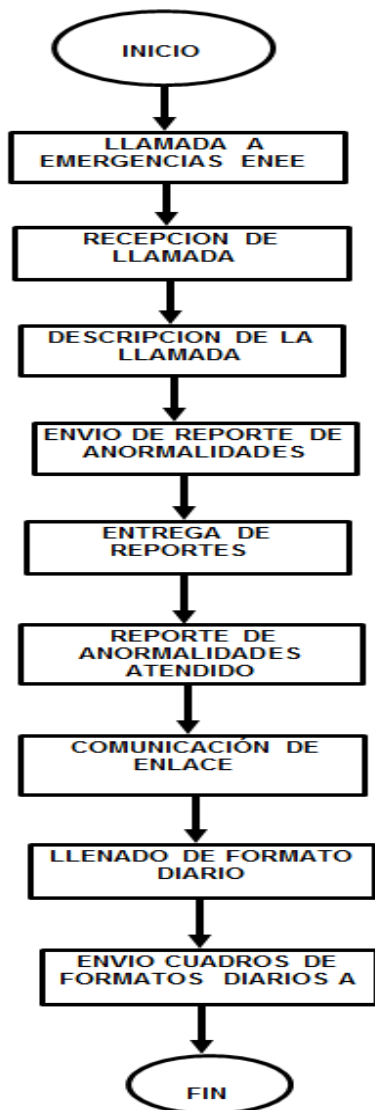 INICIO
LLAMADA A
EMERGENCIAS ENEE
RECEPCION DE
LLAMADA
DESCRIPCION DE LA
LLAMADA
ENVIO DE REPORTE DE
ANORMALIDADES
ENTREGA DE
REPORTES
REPORTE DE
ANORMALIDADES
ATENDIDO
COMUNICACIÓN DE
ENLACE
LLENADO DE FORMATO
DIARIO
ENVIO CUADROS DE
FORMATOS DIARIOS A
FIN